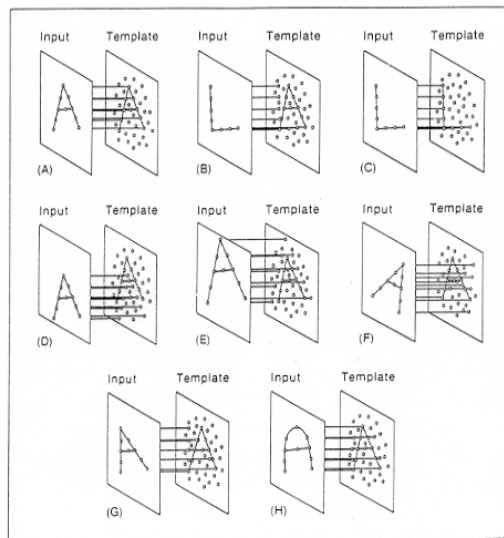 Input Template Input Template Input Template
(A) (B) (C)
Input Template Input Template Input Template
(D) (E) (F)
Input Template Input Template
(G) (H)